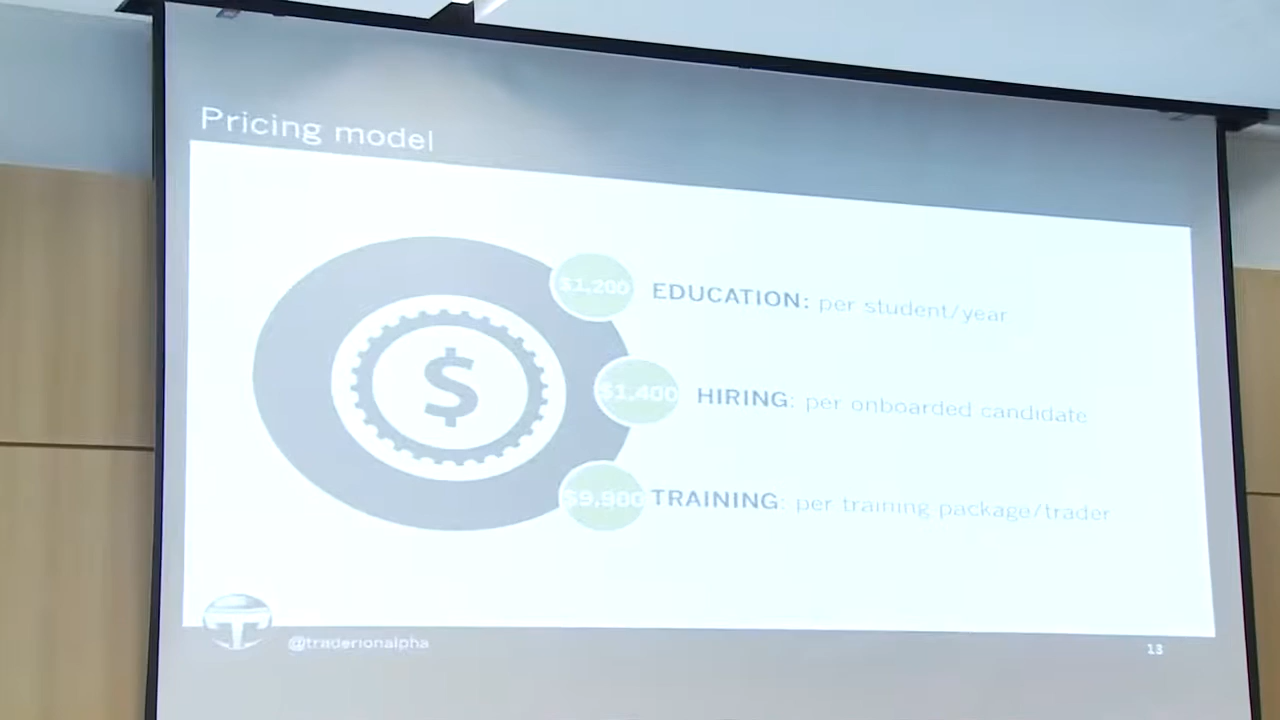 Pricing model
$1,200 EDUCATION: per student/year
$
$1,400 HIRING: per onboarded candidate
$9,900 TRAINING: per training package/trader
@traderionalpha
13